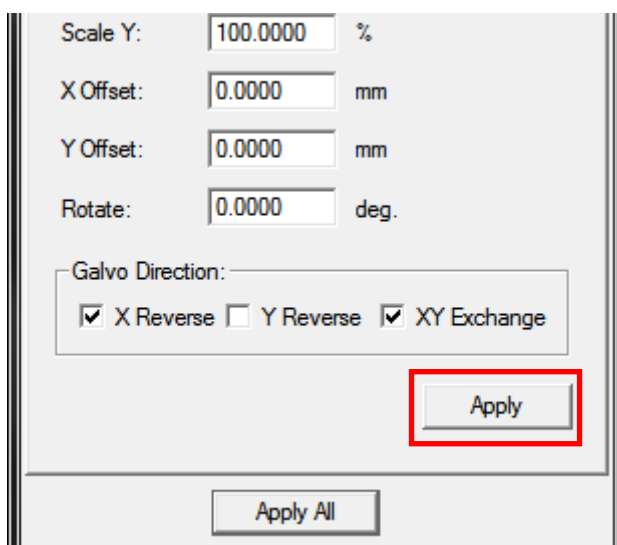 Scale Y: 100.0000 %
X Offset: 0.0000 mm
Y Offset: 0.0000 mm
Rotate: 0.0000 deg.
Galvo Direction:
X Reverse Y Reverse XY Exchange
Apply
Apply All